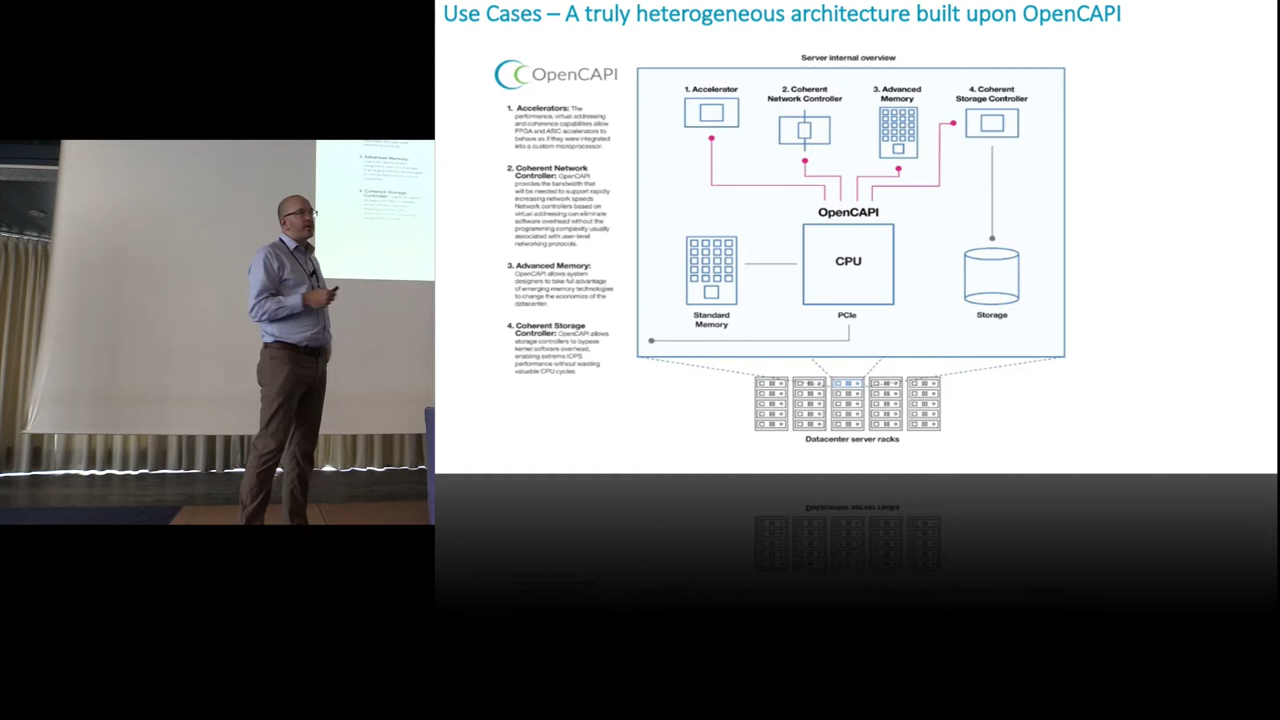 Use Cases – A truly heterogeneous architecture built upon OpenCAPI
OpenCAPI
1. Accelerators: The
performance, virtual addressing
and coherence capabilities allow
FPGA and ASIC accelerators to
behave as if they were integrated
into a custom microprocessor.
2. Coherent Network
Controller: OpenCAPI
provides the bandwidth that
will be needed to support rapidly
increasing network speeds
Network controllers based on
virtual addressing can eliminate
software overhead without the
programming complexity usually
associated with user-level
networking protocols.
3. Advanced Memory:
OpenCAPI allows system
designers to take full advantage
of emerging memory technologies
to change the economics of the
datacenter.
4. Coherent Storage
Controller: OpenCAPI allows
storage controllers to bypass
kernel software overhead,
enabling extreme IOPS
performance without wasting
valuable CPU cycles.
Server internal overview
1. Accelerator
2. Coherent
Network Controller
3. Advanced
Memory
4. Coherent
Storage Controller
OpenCAPI
CPU
Standard
Memory
PCIe
Storage
Datacenter server racks
3. Advanced Memory:
4. Coherent Storage
Controller: